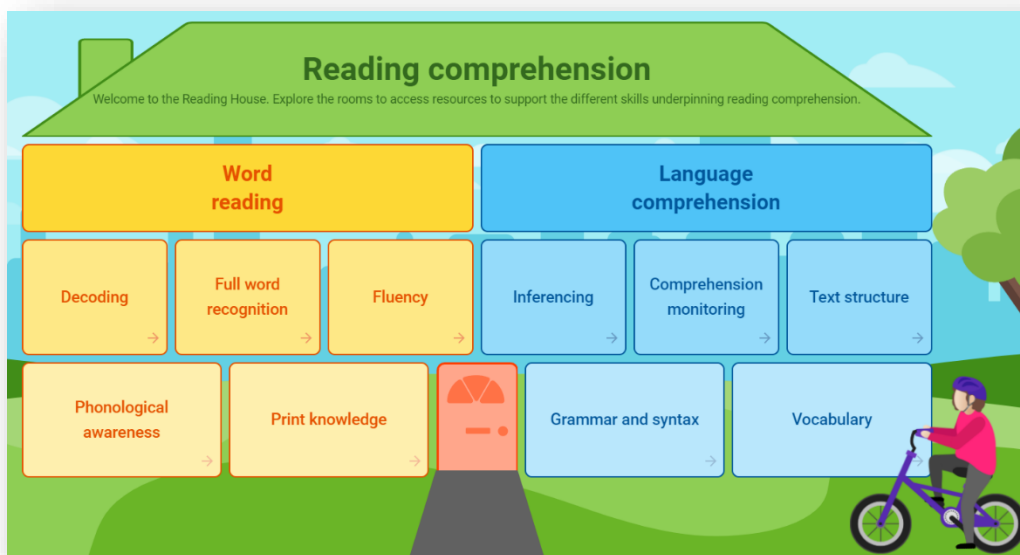 Reading comprehension
Welcome to the Reading House. Explore the rooms to access resources to support the different skills underpinning reading comprehension.
Word
reading
Language
comprehension
Decoding
Full word
recognition
Fluency
Inferencing
Comprehension
monitoring
Text structure
Phonological
awareness
Print knowledge
Grammar and syntax
Vocabulary